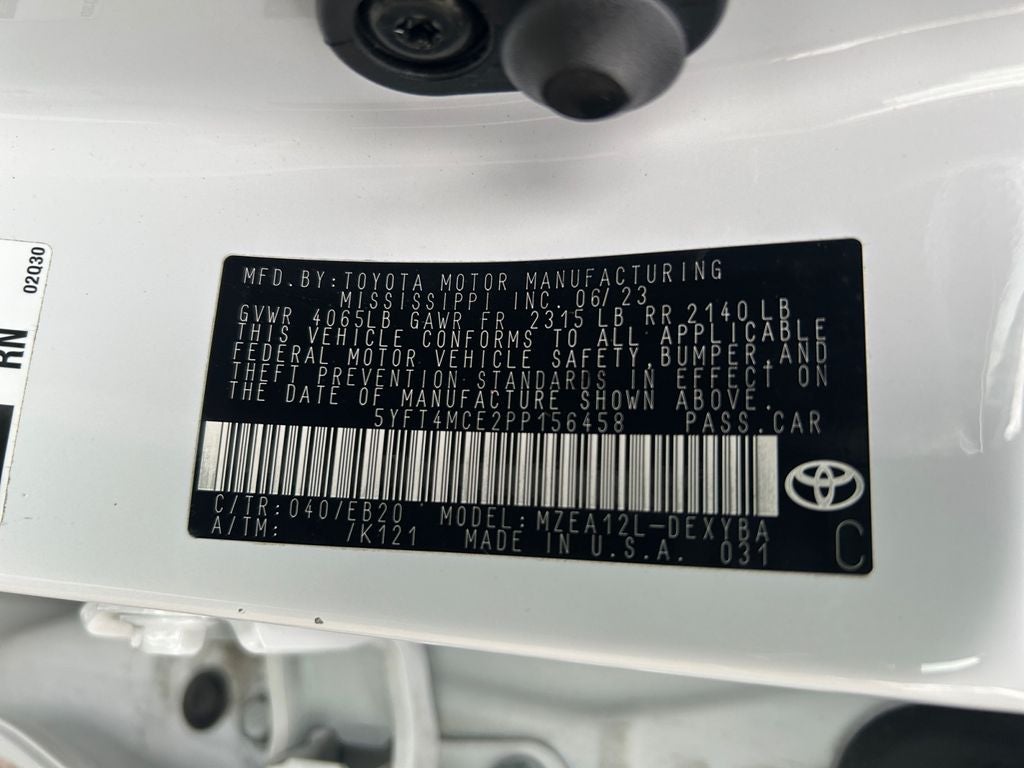 MFD. BY: TOYOTA MOTOR MANUFACTURING
MISSISSIPPI INC. 06/23
GVWR 4065LB GAWR FR 2315 LB RR 2140 LB
THIS VEHICLE CONFORMS TO ALL APPLICABLE
FEDERAL MOTOR VEHICLE SAFETY, BUMPER, AND
THEFT PREVENTION STANDARDS IN EFFECT ON
THE DATE OF MANUFACTURE SHOWN ABOVE.
5YFT4MCE2PP156458 PASS. CAR
C/TR: 040/EB20 MODEL: MZEA12L-DEXYBA
A/TM: /K121 MADE IN U.S.A. 031
C
RN
02Q30